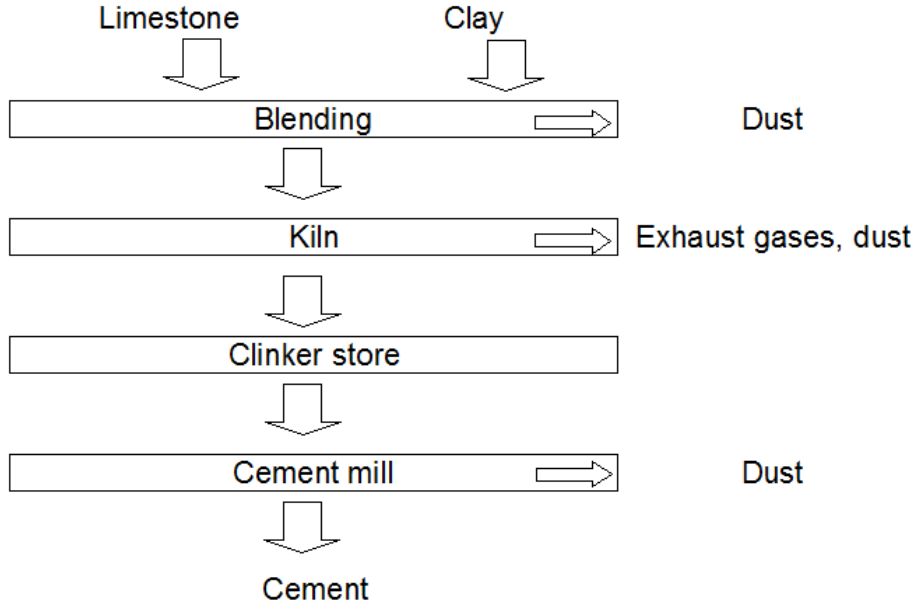 Limestone Clay
Blending Dust
Kiln Exhaust gases, dust
Clinker store
Cement mill Dust
Cement